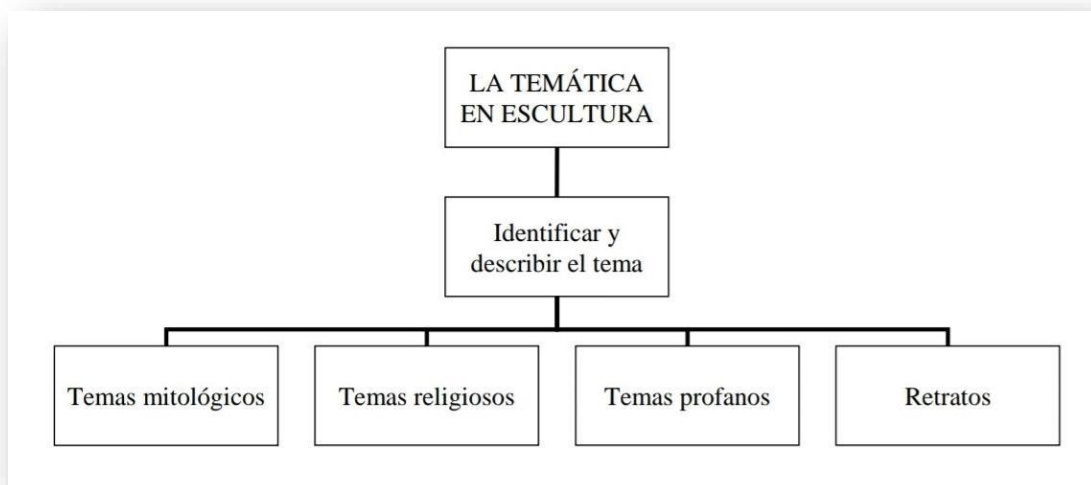 LA TEMÁTICA
EN ESCULTURA
Identificar y
describir el tema
Temas mitológicos
Temas religiosos
Temas profanos
Retratos